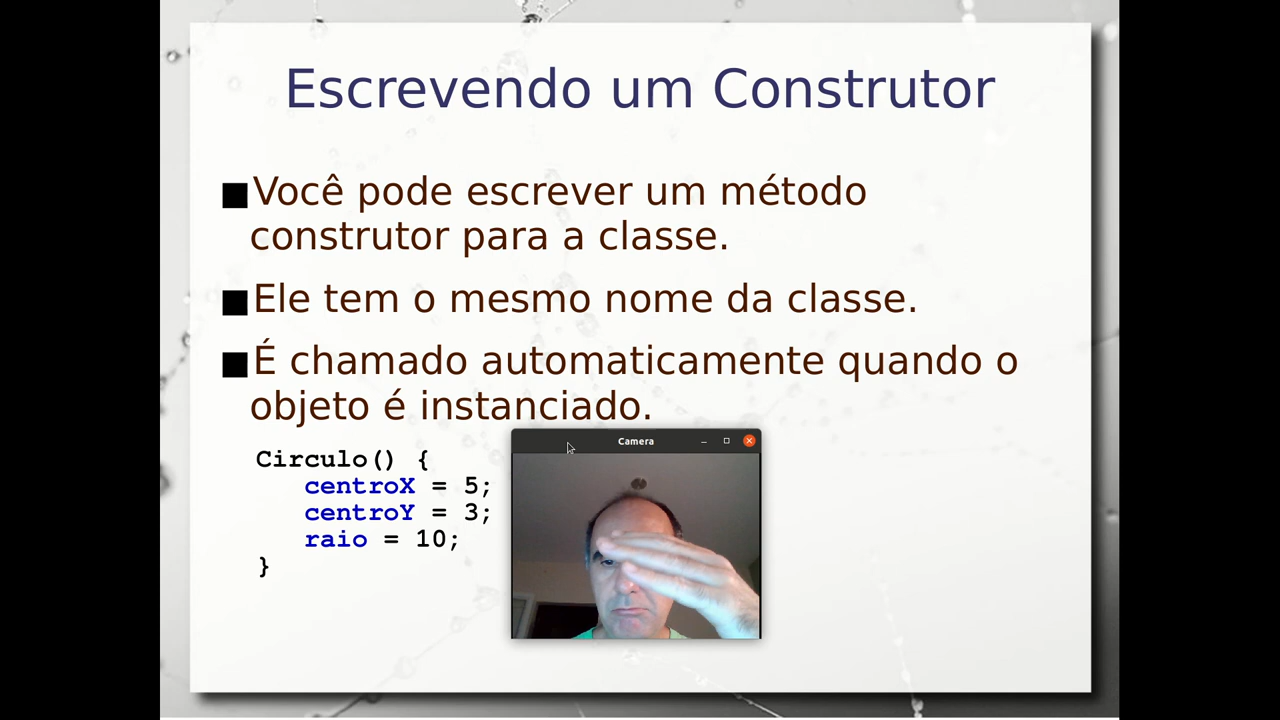 Escrevendo um Construtor
Você pode escrever um método
construtor para a classe.
Ele tem o mesmo nome da classe.
É chamado automaticamente quando o
objeto é instanciado.
Circulo() {
centroX = 5;
centroY = 3;
raio = 10;
}
Camera